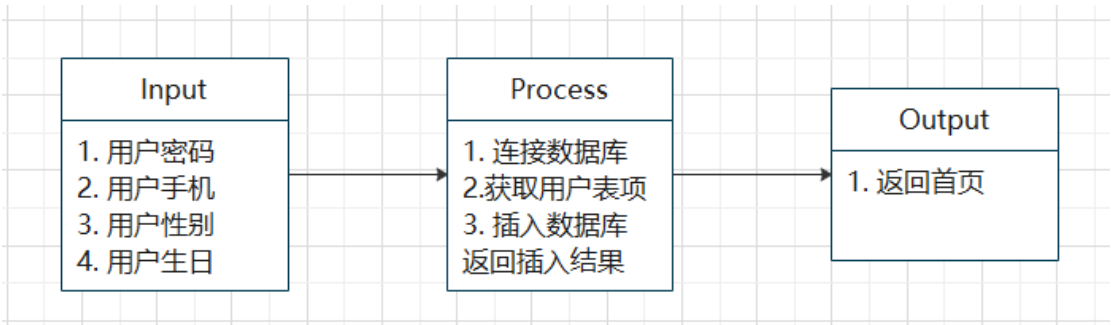 Input
1. 用户密码
2. 用户手机
3. 用户性别
4. 用户生日
Process
1. 连接数据库
2.获取用户表项
3. 插入数据库
返回插入结果
Output
1. 返回首页